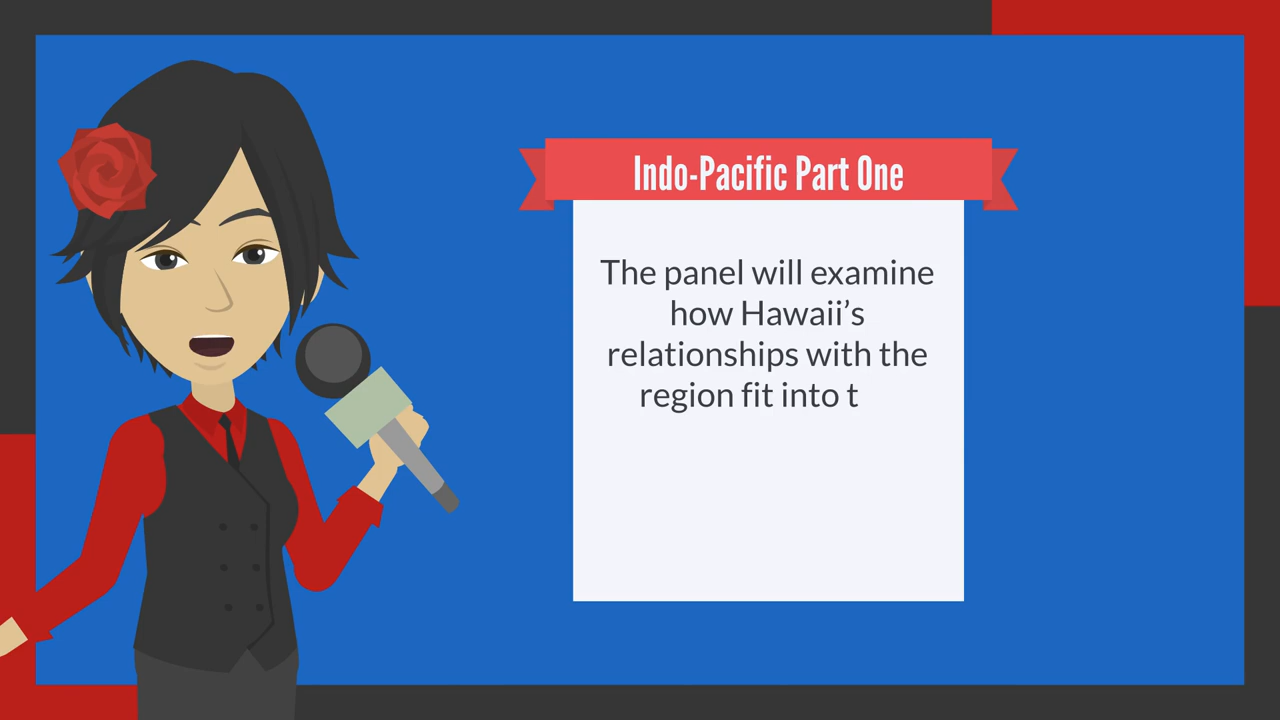 Indo-Pacific Part One
The panel will examine
how Hawaii’s
relationships with the
region fit into t